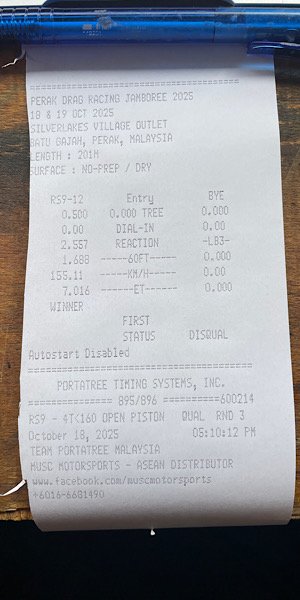 ================================================
PERAK DRAG RACING JAMBOREE 2025
18 & 19 OCT 2025
SILVERLAKES VILLAGE OUTLET
BATU GAJAH, PERAK, MALAYSIA
LENGTH : 201M
SURFACE : NO-PREP / DRY
RS9-12 Entry BYE
0.500 0.000 TREE 0.000
0.00 DIAL-IN 0.00
2.557 REACTION -LB3-
1.688 -----60FT----- 0.000
155.11 -----KM/H----- 0.00
7.016 ------ET------ 0.000
WINNER
FIRST
STATUS DISQUAL
Autostart Disabled
================================================
PORTATREE TIMING SYSTEMS, INC.
================ 895/896 ==========600214
RS9 - 4TK160 OPEN PISTON QUAL RND 3
October 18, 2025 05:10:12 PM
TEAM PORTATREE MALAYSIA
MUSC MOTORSPORTS - ASEAN DISTRIBUTOR
www.facebook.com/muscmotorsports
+6016-6681490